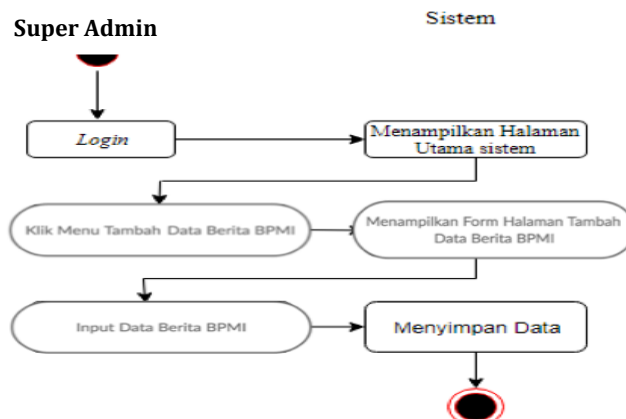 Super Admin
Sistem
Login
Menampilkan Halaman
Utama sistem
Klik Menu Tambah Data Berita BPMI
Menampilkan Form Halaman Tambah
Data Berita BPMI
Input Data Berita BPMI
Menyimpan Data